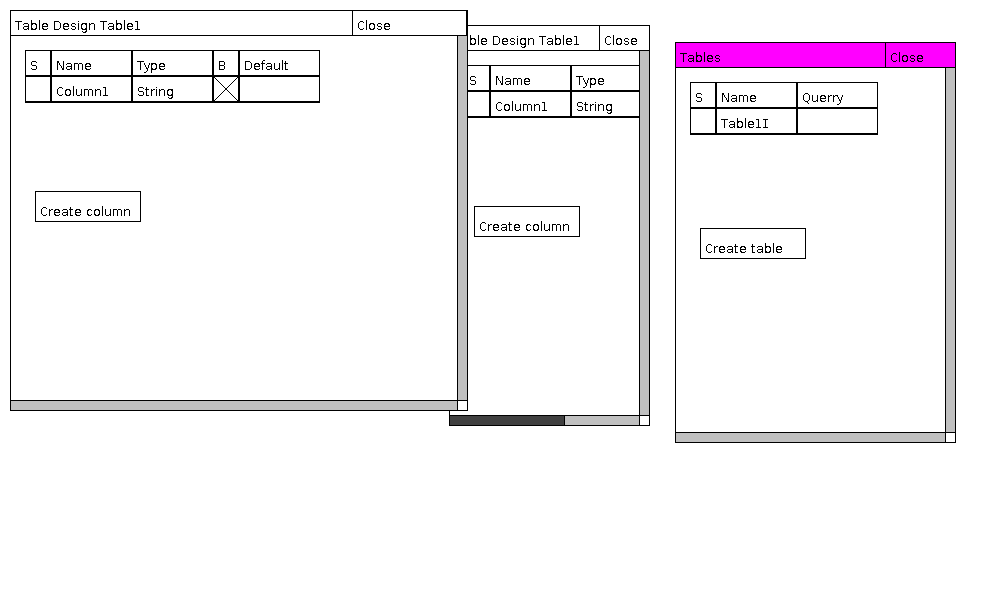 Table Design Table1 Close
S Name Type B Default
Column1 String
Create column
ble Design Table1 Close
S Name Type
Column1 String
Create column
Tables Close
S Name Querry
Table1I
Create table